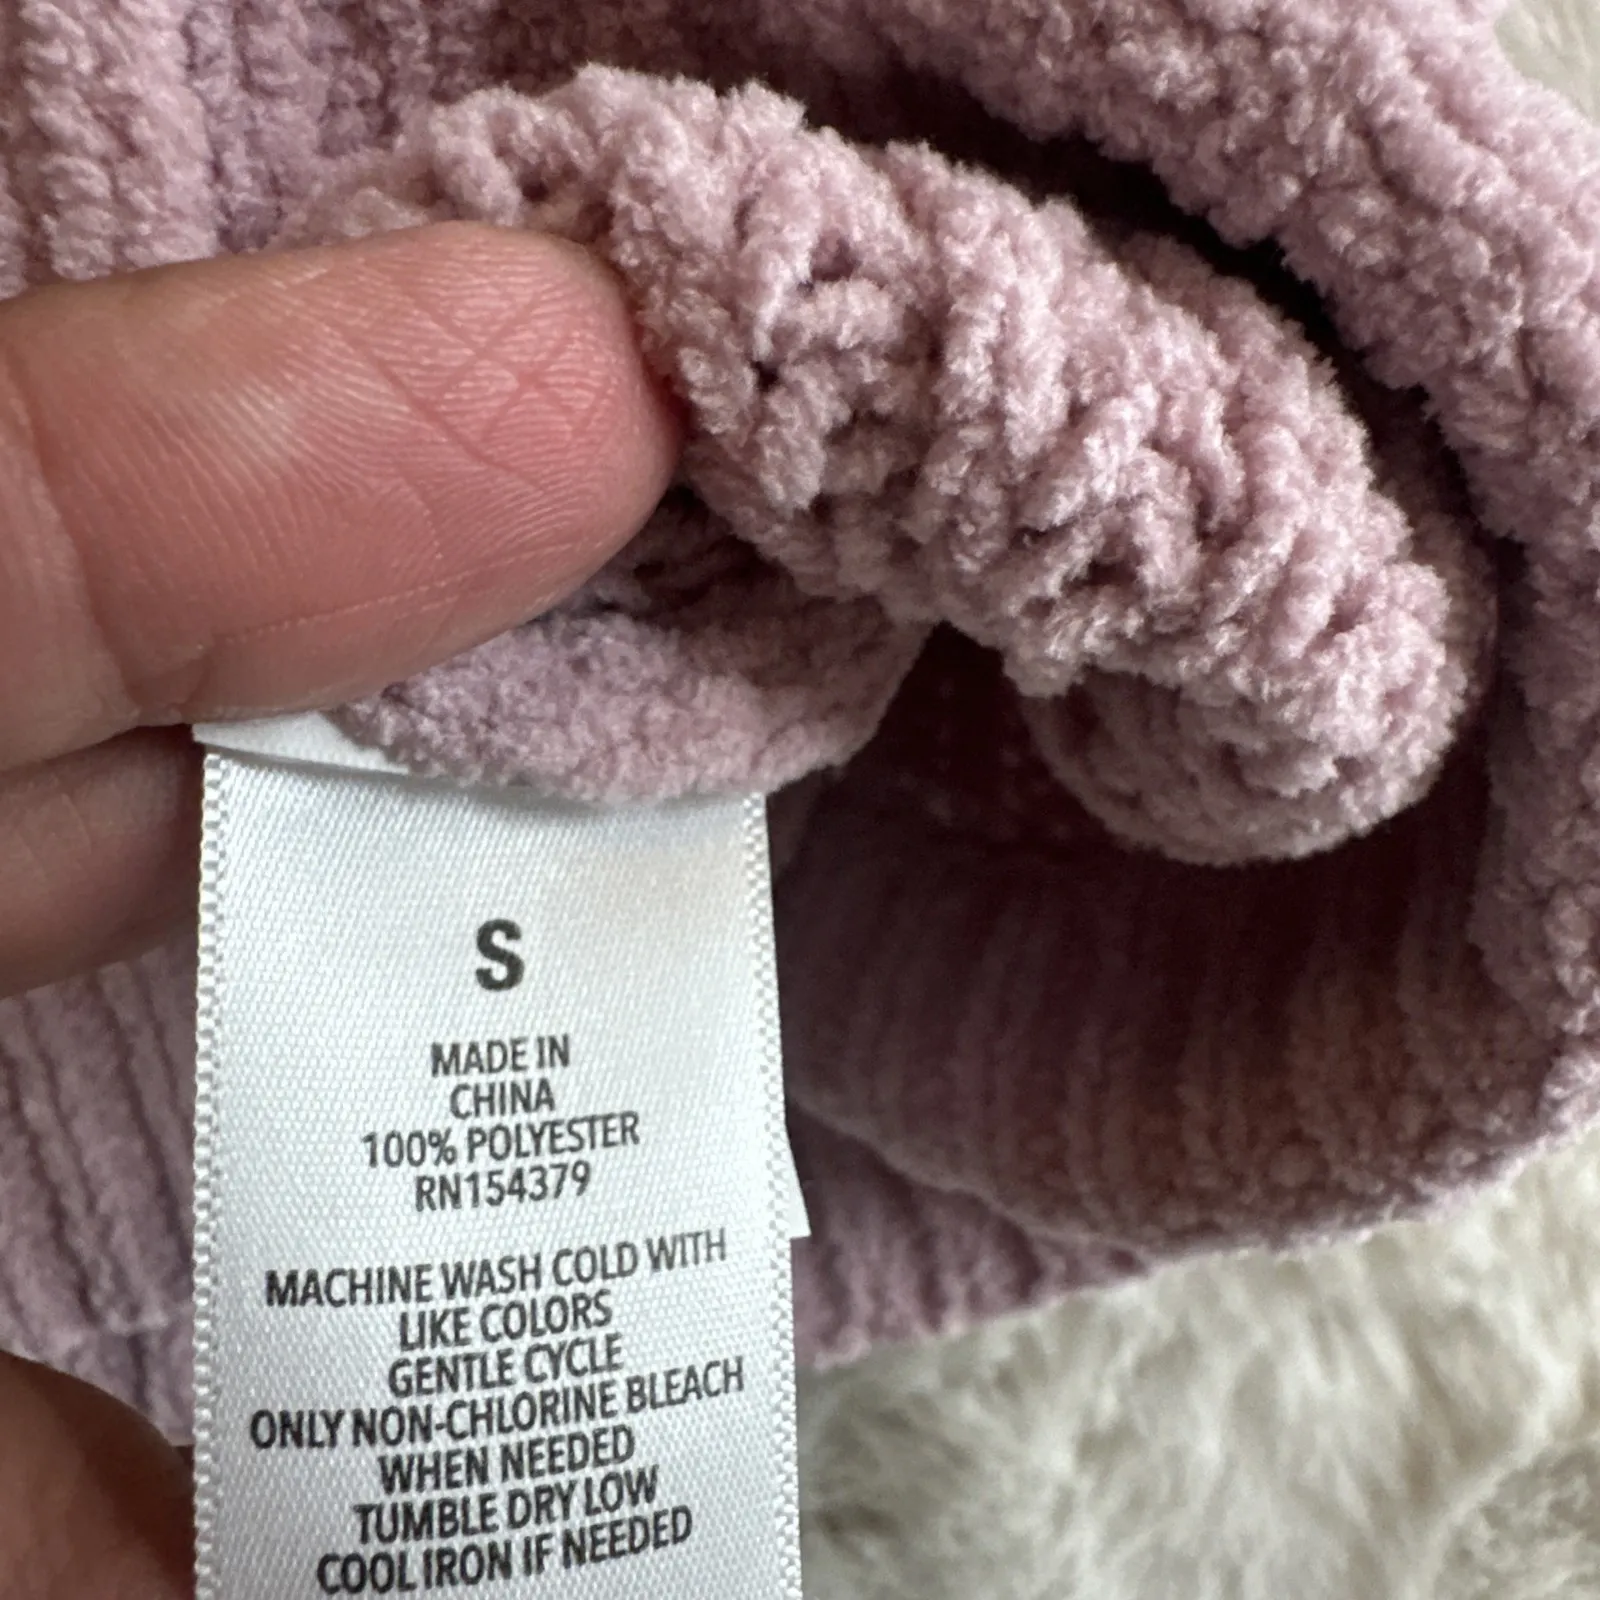 S
MADE IN
CHINA
100% POLYESTER
RN154379
MACHINE WASH COLD WITH
LIKE COLORS
GENTLE CYCLE
ONLY NON-CHLORINE BLEACH
WHEN NEEDED
TUMBLE DRY LOW
COOL IRON IF NEEDED